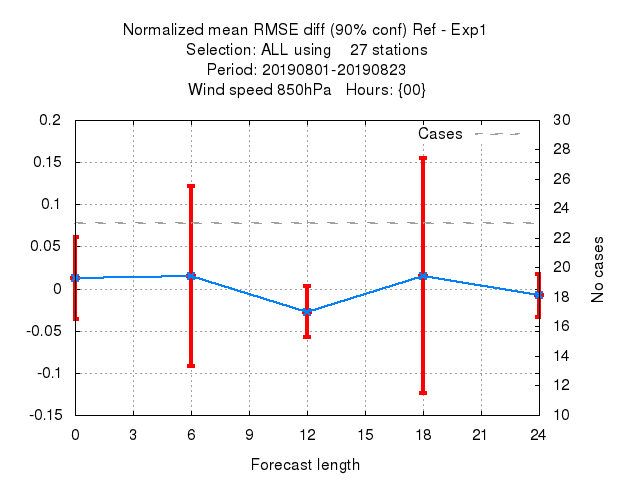 Normalized mean RMSE diff (90% conf) Ref - Exp1
Selection: ALL using    27 stations
Period: 20190801-20190823
Wind speed 850hPa   Hours: {00}
Cases
0.2
0.15
0.1
0.05
0
-0.05
-0.1
-0.15
30
28
26
24
22
20
18
16
14
12
10
No cases
0 3 6 9 12 15 18 21 24
Forecast length